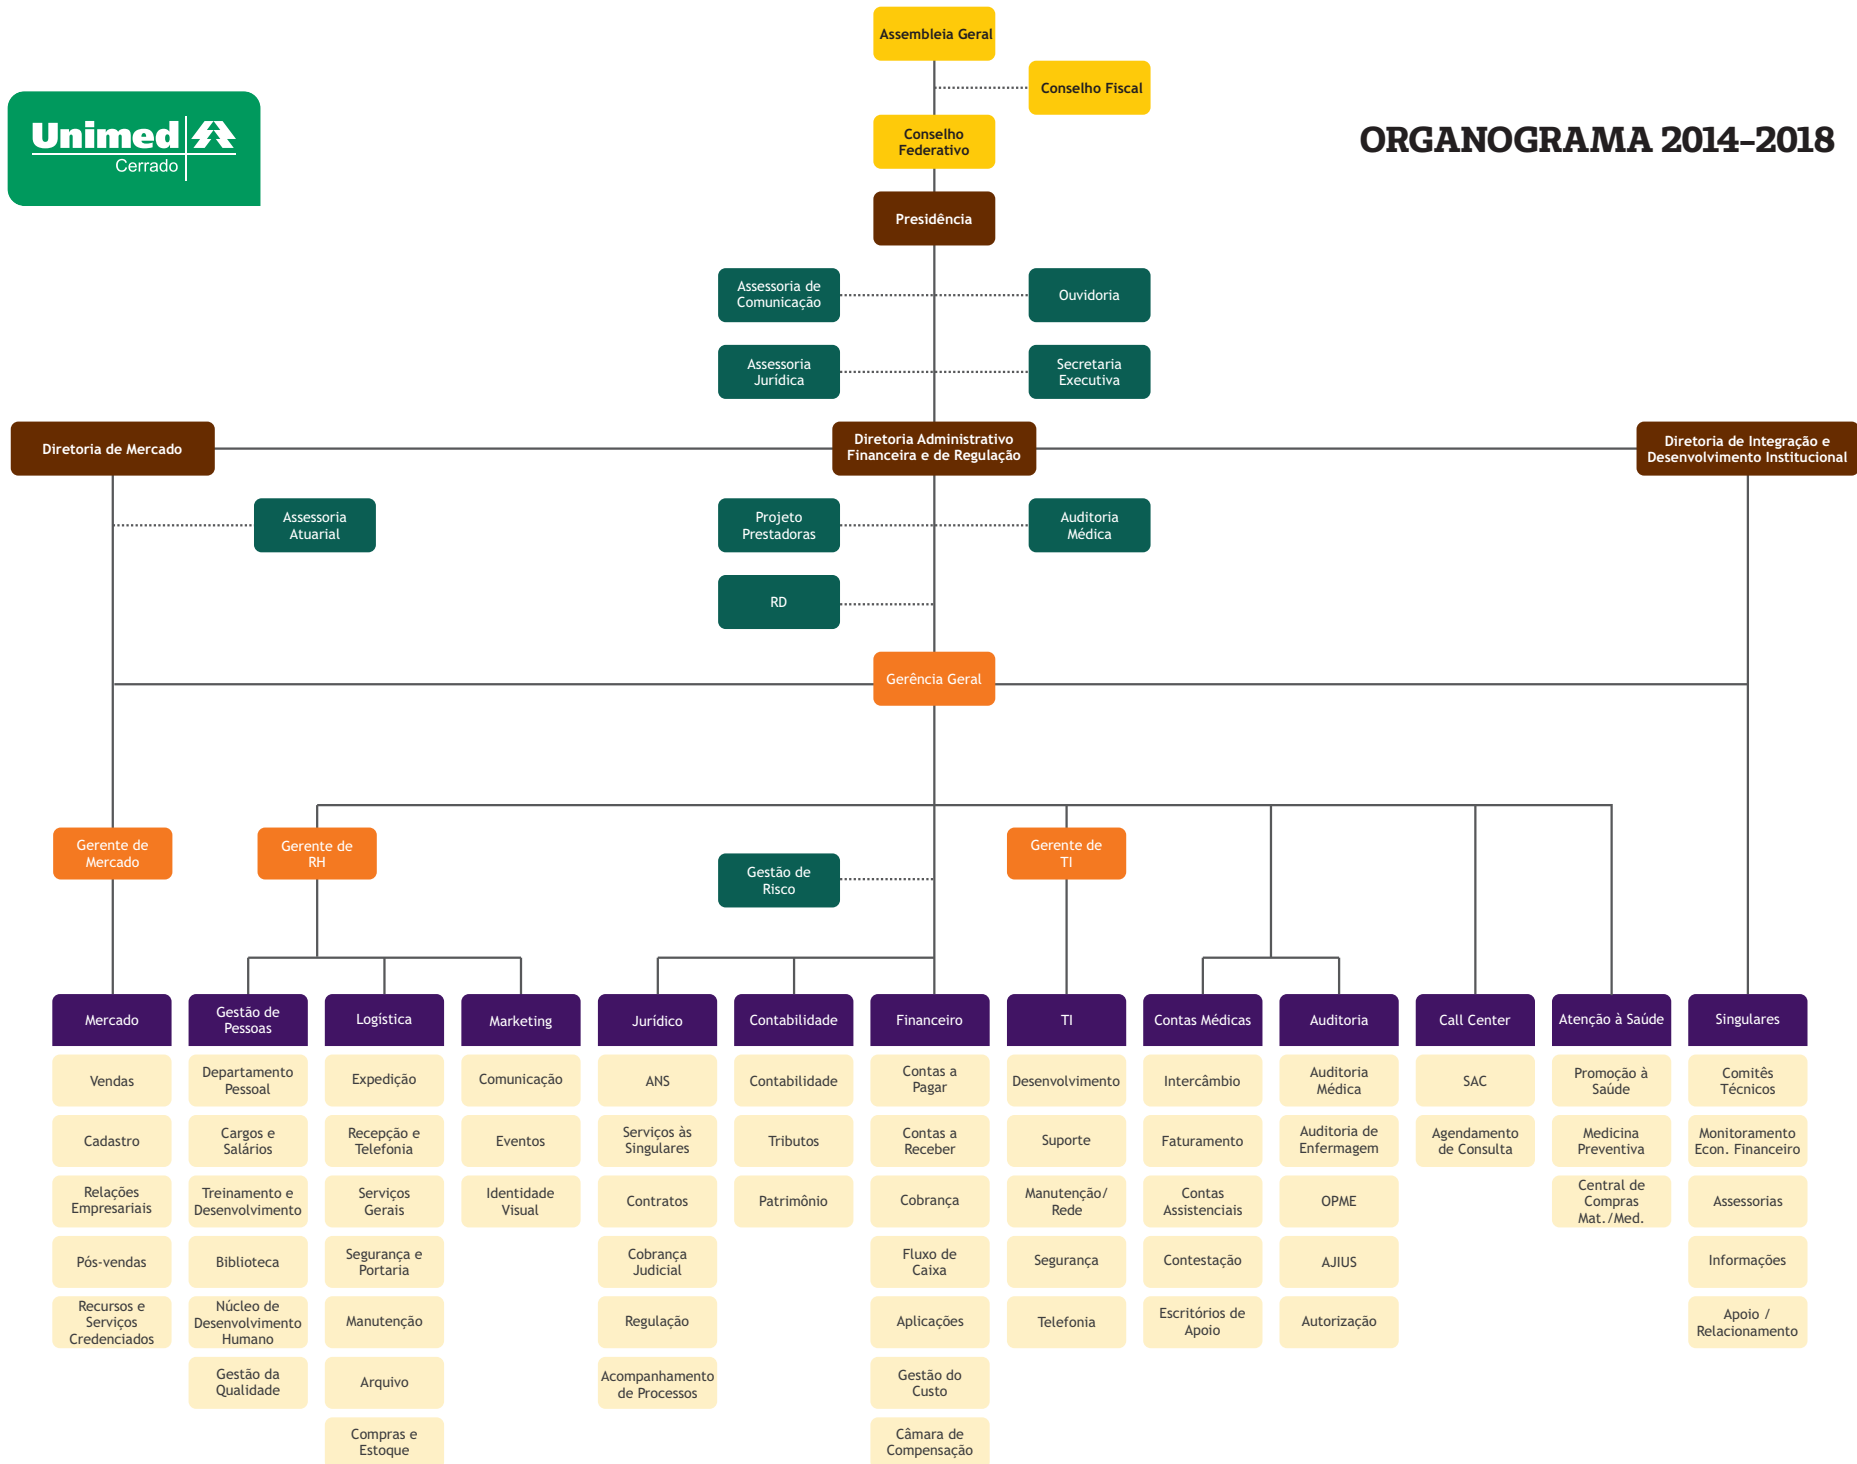 Assembleia Geral
Conselho Fiscal
Unimed
Cerrado
Conselho
Federativo
ORGANOGRAMA 2014-2018
Presidência
Assessoria de
Comunicação
Ouvidoria
Assessoria
Jurídica
Secretaria
Executiva
Diretoria de Mercado
Diretoria Administrativo
Financeira e de Regulação
Diretoria de Integração e
Desenvolvimento Institucional
Assessoria
Atuarial
Projeto
Prestadoras
Auditoria
Médica
RD
Gerência Geral
Gerente de
Mercado
Gerente de
RH
Gestão de
Risco
Gerente de
TI
Mercado
Gestão de
Pessoas
Logística
Marketing
Jurídico
Contabilidade
Financeiro
TI
Contas Médicas
Auditoria
Call Center
Atenção à Saúde
Singulares
Vendas
Departamento
Pessoal
Expedição
Comunicação
ANS
Contabilidade
Contas a
Pagar
Desenvolvimento
Intercâmbio
Auditoria
Médica
SAC
Promoção à
Saúde
Comitês
Técnicos
Cadastro
Cargos e
Salários
Recepção e
Telefonia
Eventos
Serviços às
Singulares
Tributos
Contas a
Receber
Suporte
Faturamento
Auditoria de
Enfermagem
Agendamento
de Consulta
Medicina
Preventiva
Monitoramento
Econ. Financeiro
Relações
Empresariais
Treinamento e
Desenvolvimento
Serviços
Gerais
Identidade
Visual
Contratos
Patrimônio
Cobrança
Manutenção/
Rede
Contas
Assistenciais
OPME
Central de
Compras
Mat./Med.
Assessorias
Pós-vendas
Biblioteca
Segurança e
Portaria
Cobrança
Judicial
Fluxo de
Caixa
Segurança
Contestação
AJIUS
Informações
Recursos e
Serviços
Credenciados
Núcleo de
Desenvolvimento
Humano
Manutenção
Regulação
Aplicações
Telefonia
Escritórios de
Apoio
Autorização
Apoio /
Relacionamento
Gestão da
Qualidade
Arquivo
Acompanhamento
de Processos
Gestão do
Custo
Compras e
Estoque
Câmara de
Compensação